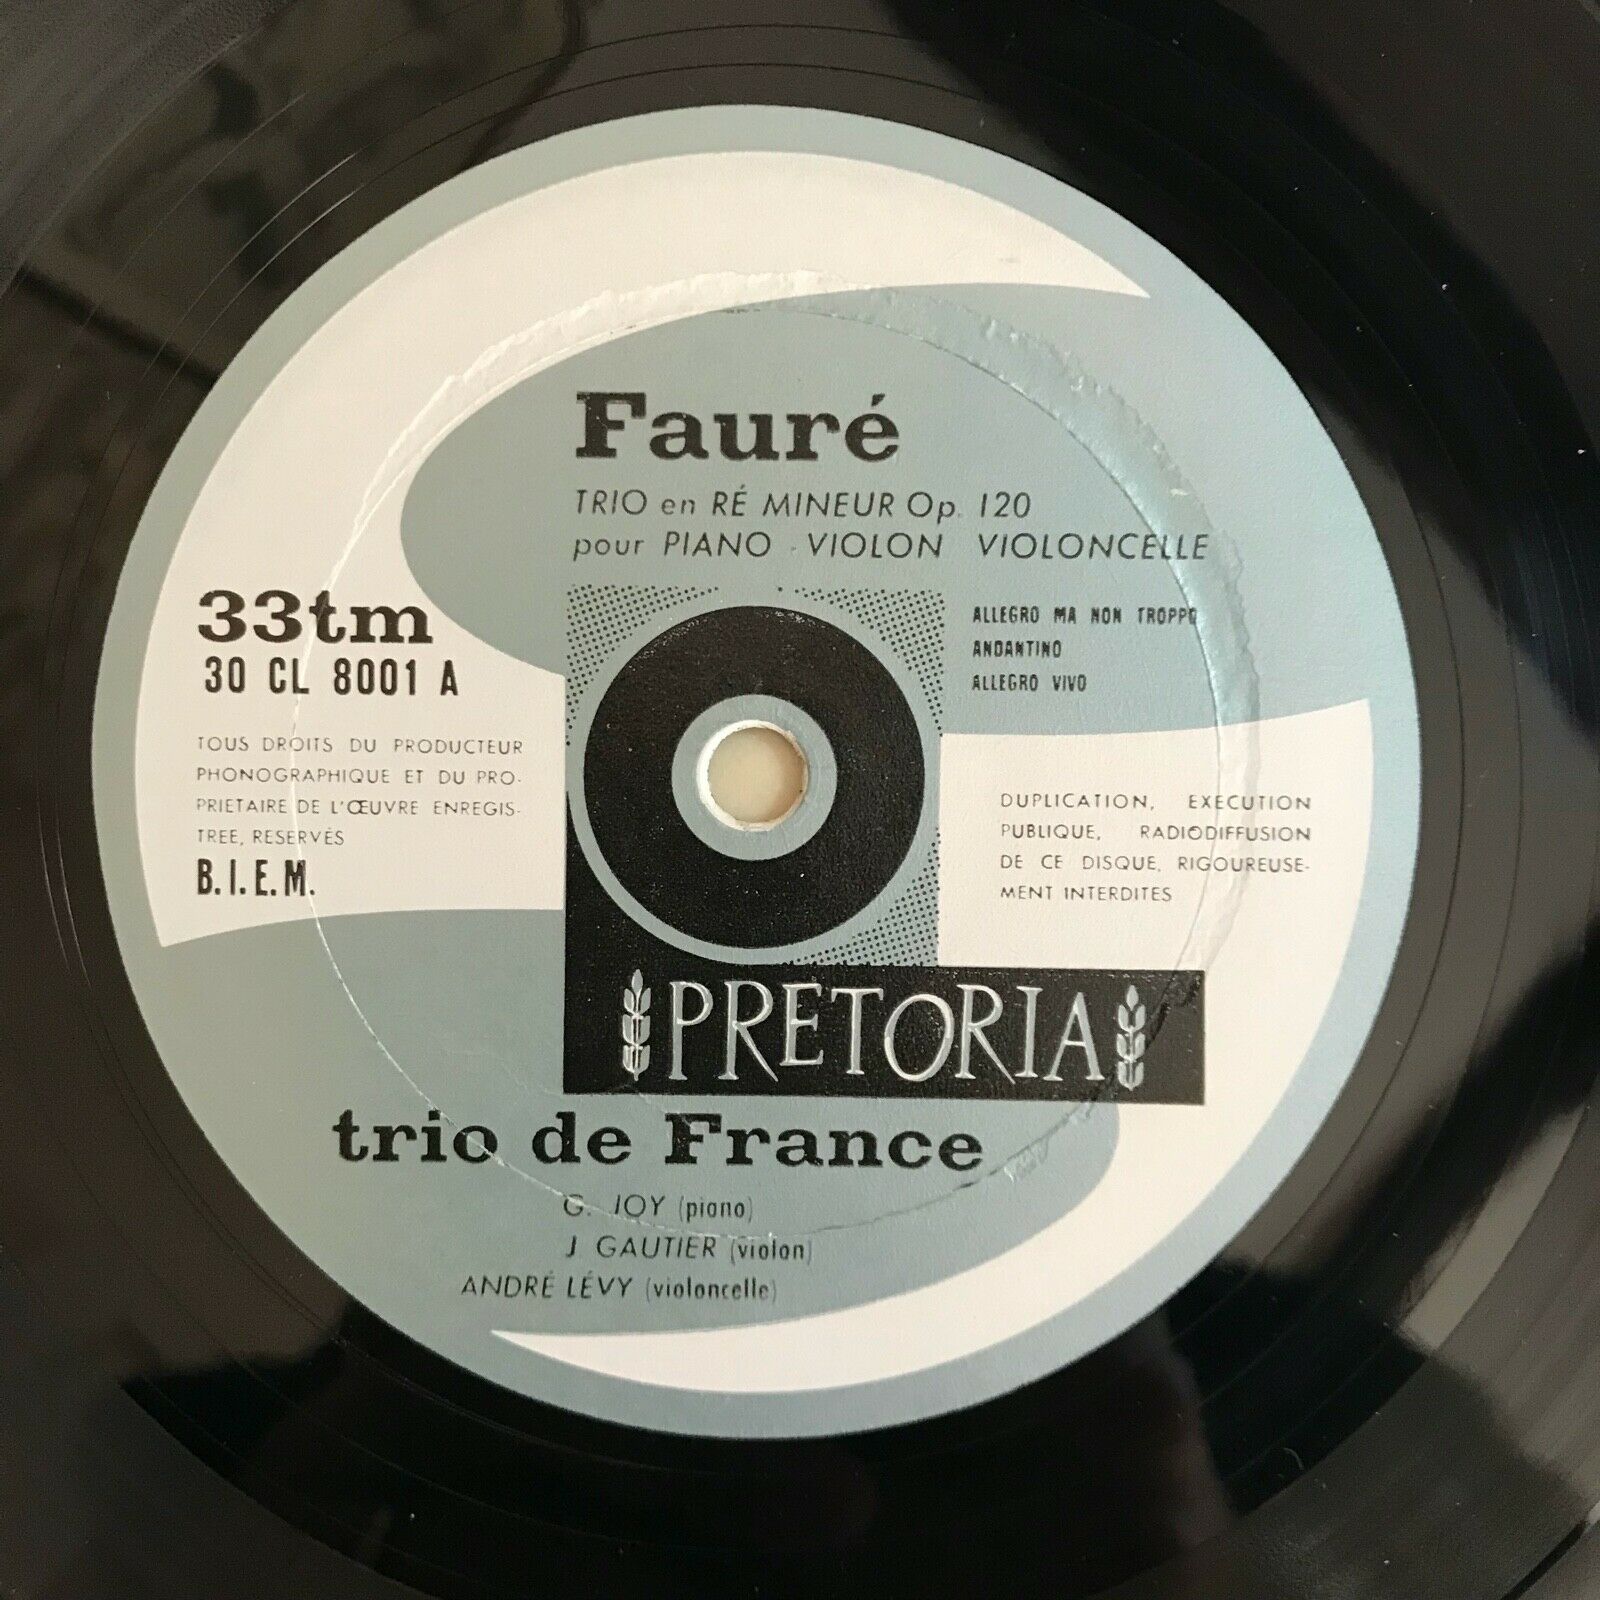 Fauré
TRIO en RÉ MINEUR Op. 120
pour PIANO - VIOLON VIOLONCELLE
33tm
30 CL 8001 A
ALLEGRO MA NON TROPPO
ANDANTINO
ALLEGRO VIVO
TOUS DROITS DU PRODUCTEUR
PHONOGRAPHIQUE ET DU PRO-
PRIETAIRE DE L'ŒUVRE ENREGIS-
TREE, RESERVÉS
B.I.E.M.
DUPLICATION, EXECUTION
PUBLIQUE, RADIODIFFUSION
DE CE DISQUE, RIGOUREUSE-
MENT INTERDITES
PRETORIA
trio de France
G. JOY (piano)
J GAUTIER (violon)
ANDRÉ LÉVY (violoncelle)